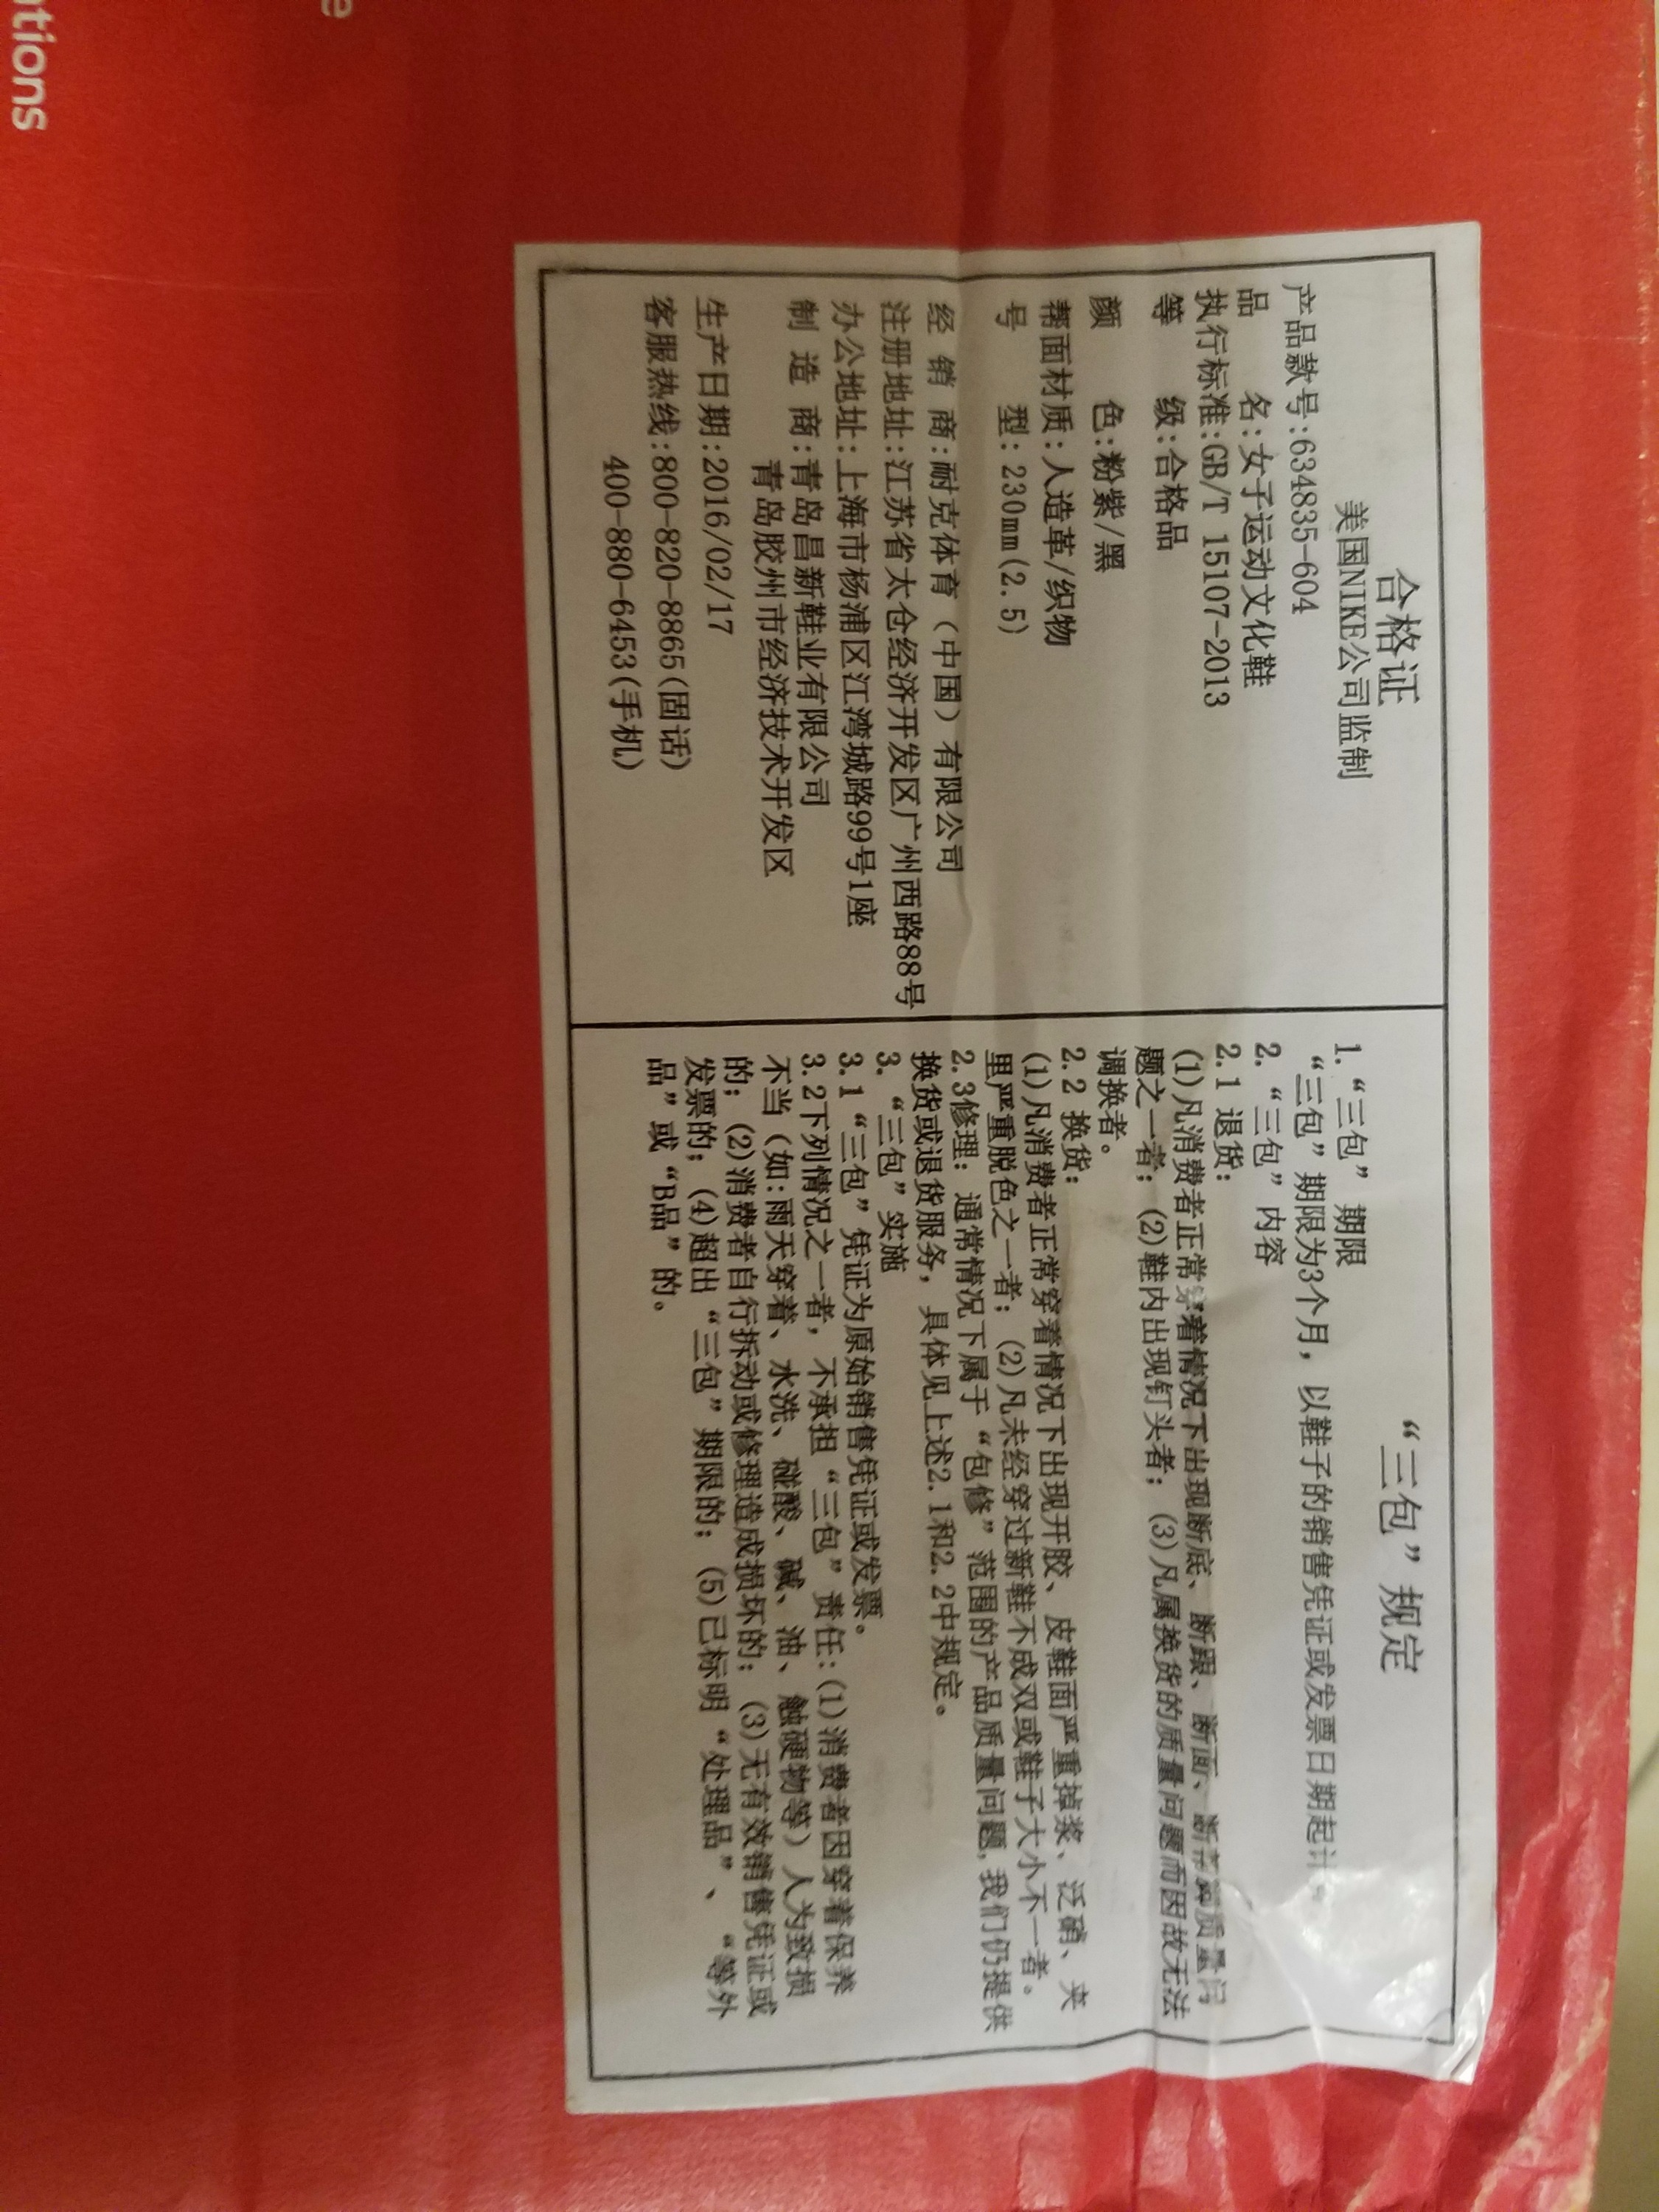 合格证
美国NIKE公司监制
产品款号:634835-604
品 名:女子运动文化鞋
执行标准:GB/T 15107-2013
等 级:合格品
颜 色:粉紫/黑
帮面材质:人造革/织物
号 型: 230mm(2.5)
经 销 商:耐克体育（中国）有限公司
注册地址:江苏省太仓经济开发区广州西路88号
办公地址:上海市杨浦区江湾城路99号1座
制 造 商:青岛昌新鞋业有限公司
青岛胶州市经济技术开发区
生产日期:2016/02/17
客服热线:800-820-8865(固话)
400-880-6453(手机)
“三包”规定
1. “三包”期限
“三包”期限为3个月，以鞋子的销售凭证或发票日期起计
2. “三包”内容
2.1 退货:
(1)凡消费者正常穿着情况下出现断底、断跟、断面、断帮脚质量问
题之一者；(2)鞋内出现钉头者；(3)凡属换货的质量问题而因故无法
调换者。
2.2 换货:
(1)凡消费者正常穿着情况下出现开胶、皮鞋面严重掉浆、泛硝、夹
里严重脱色之一者；(2)凡未经穿过新鞋不成双或鞋子大小不一者。
2.3修理: 通常情况下属于“包修”范围的产品质量问题,我们仍提供
换货或退货服务，具体见上述2.1和2.2中规定。
3. “三包”实施
3.1“三包”凭证为原始销售凭证或发票。
3.2下列情况之一者，不承担“三包”责任:(1)消费者因穿着保养
不当（如:雨天穿着、水洗、碰酸、碱、油、触硬物等）人为致损
的；(2)消费者自行拆动或修理造成损坏的；(3)无有效销售凭证或
发票的；(4)超出“三包”期限的；(5)已标明“处理品”、“等外
品”或“B品”的。
e
tions